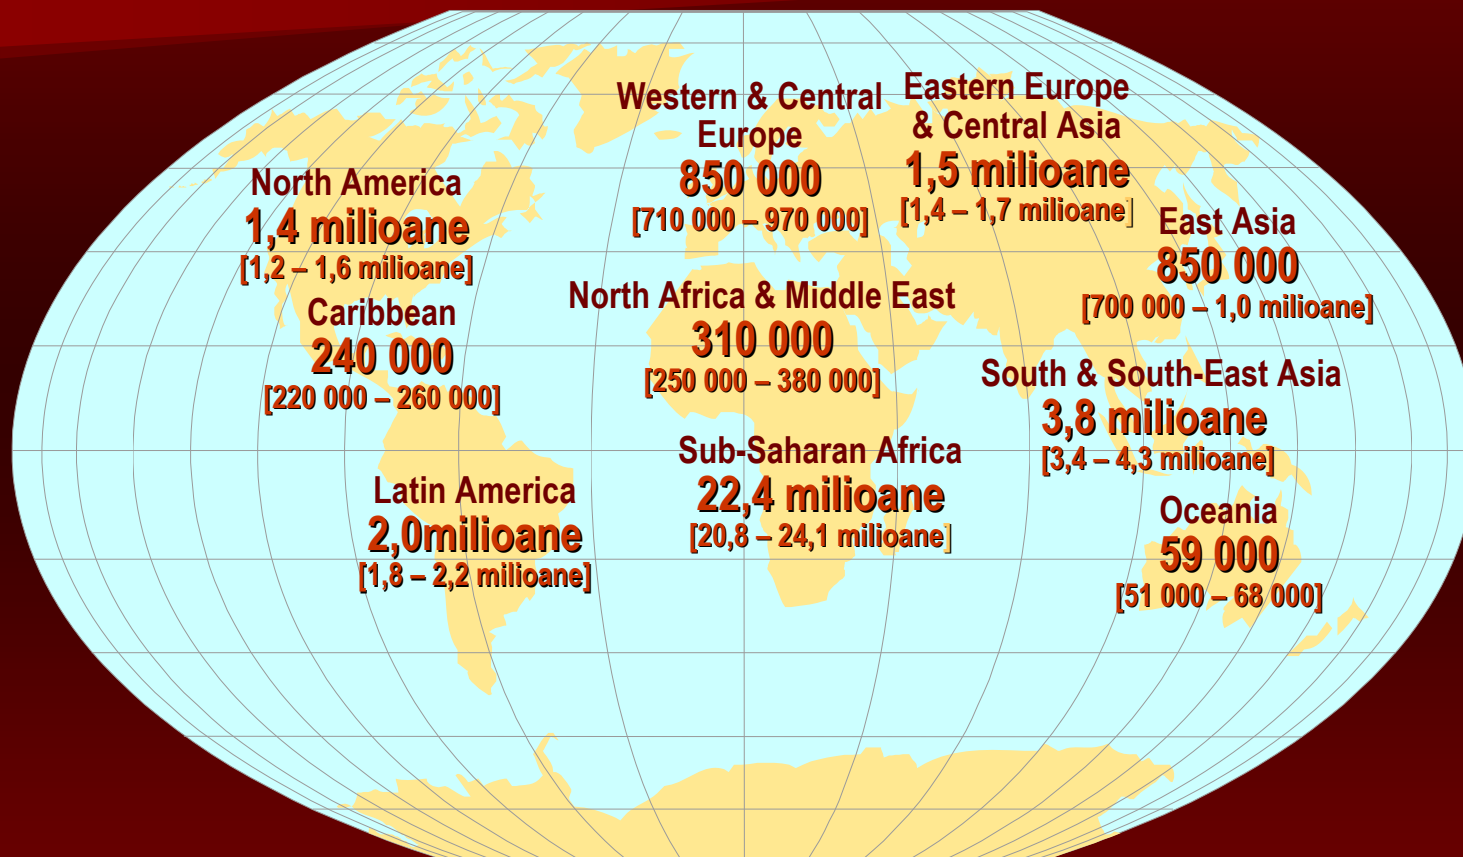 Western & Central
Europe
850 000
[710 000 – 970 000]
Eastern Europe
& Central Asia
1,5 milioane
[1,4 – 1,7 milioane]
North America
1,4 milioane
[1,2 – 1,6 milioane]
East Asia
850 000
[700 000 – 1,0 milioane]
Caribbean
240 000
[220 000 – 260 000]
North Africa & Middle East
310 000
[250 000 – 380 000]
South & South-East Asia
3,8 milioane
[3,4 – 4,3 milioane]
Sub-Saharan Africa
22,4 milioane
[20,8 – 24,1 milioane]
Latin America
2,0milioane
[1,8 – 2,2 milioane]
Oceania
59 000
[51 000 – 68 000]